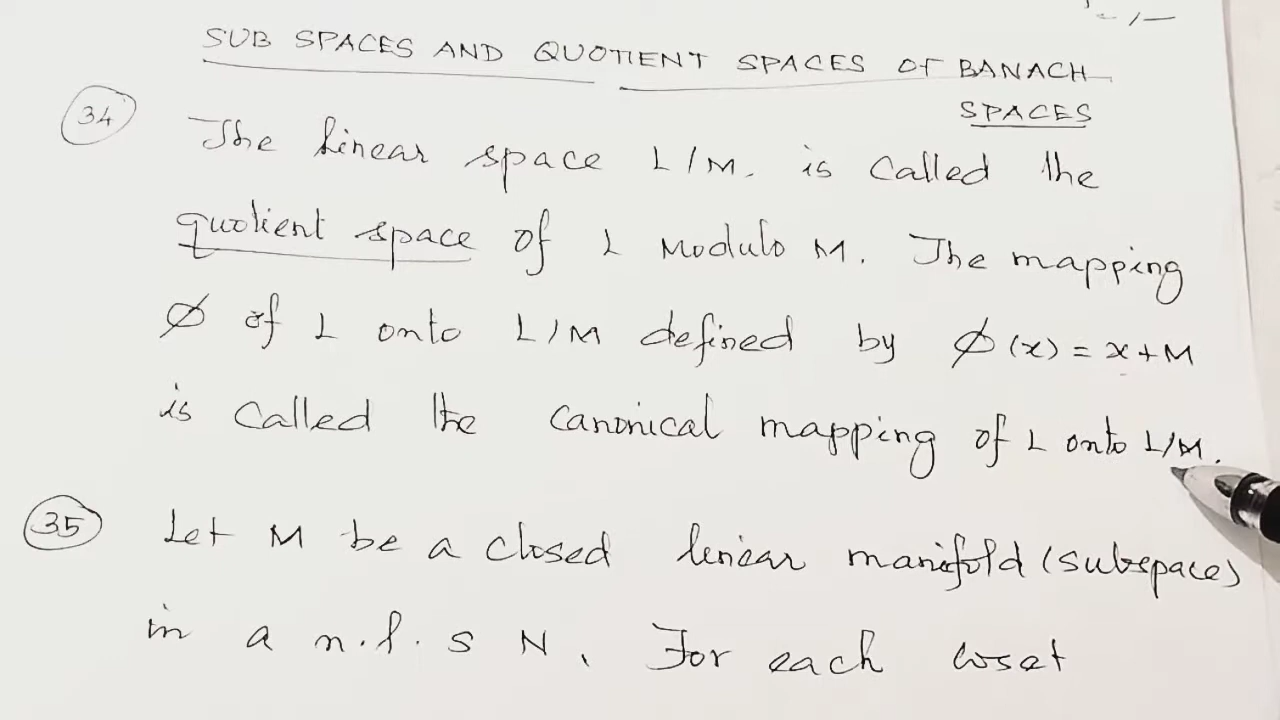 SUB SPACES AND QUOTIENT SPACES OF BANACH
SPACES
34 The linear space L/M. is called the
quotient space of L modulo M. The mapping
ø of L onto L/M defined by ø(x) = x+M
is called the canonical mapping of L onto L/M.
35 Let M be a closed linear manifold (subspace)
in a n.l.s N. For each coset